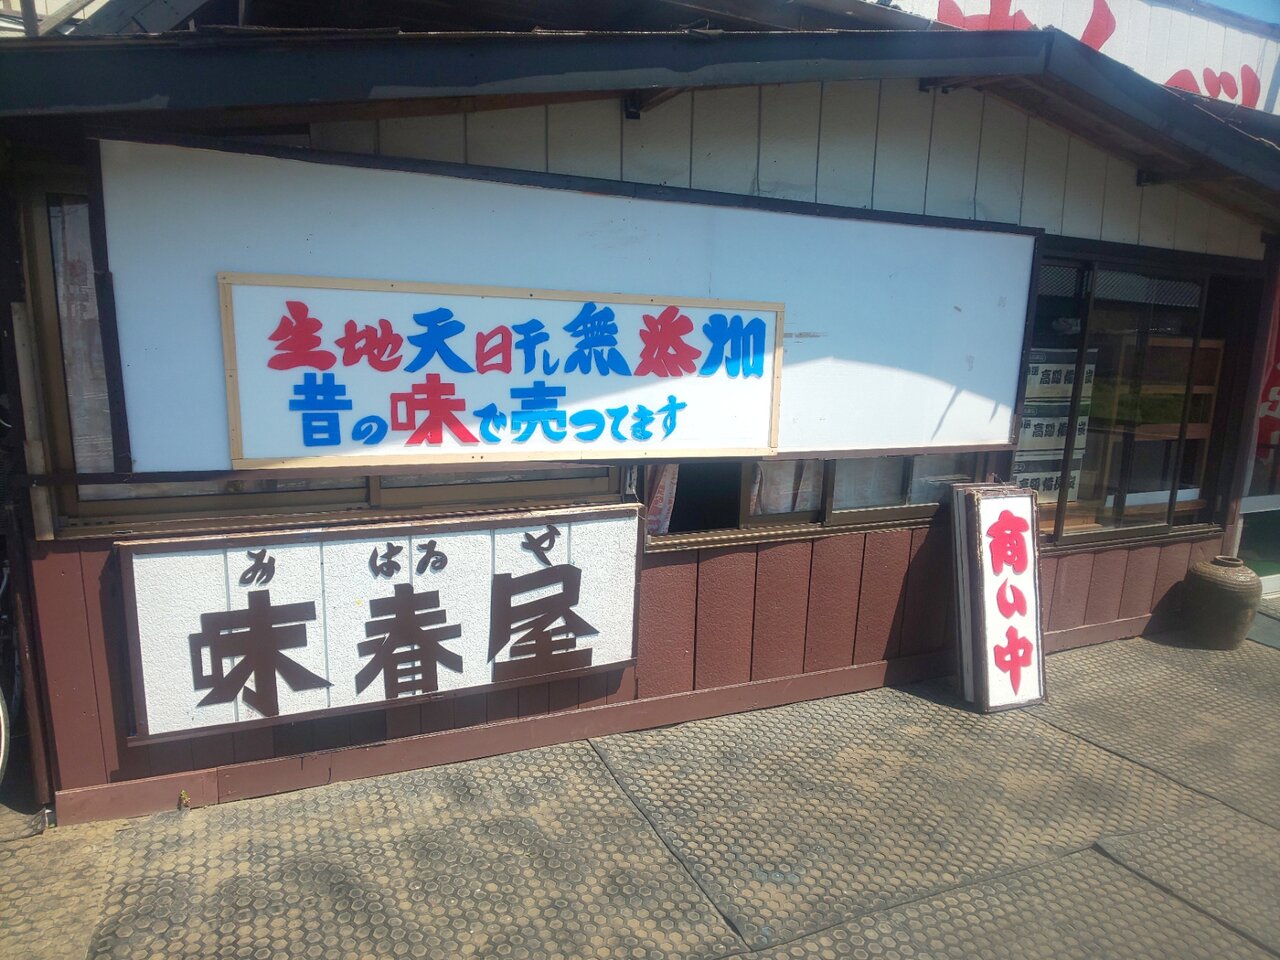 生地天日干し無添加
昔の味で売つてます
み はる や
味春屋
商い中